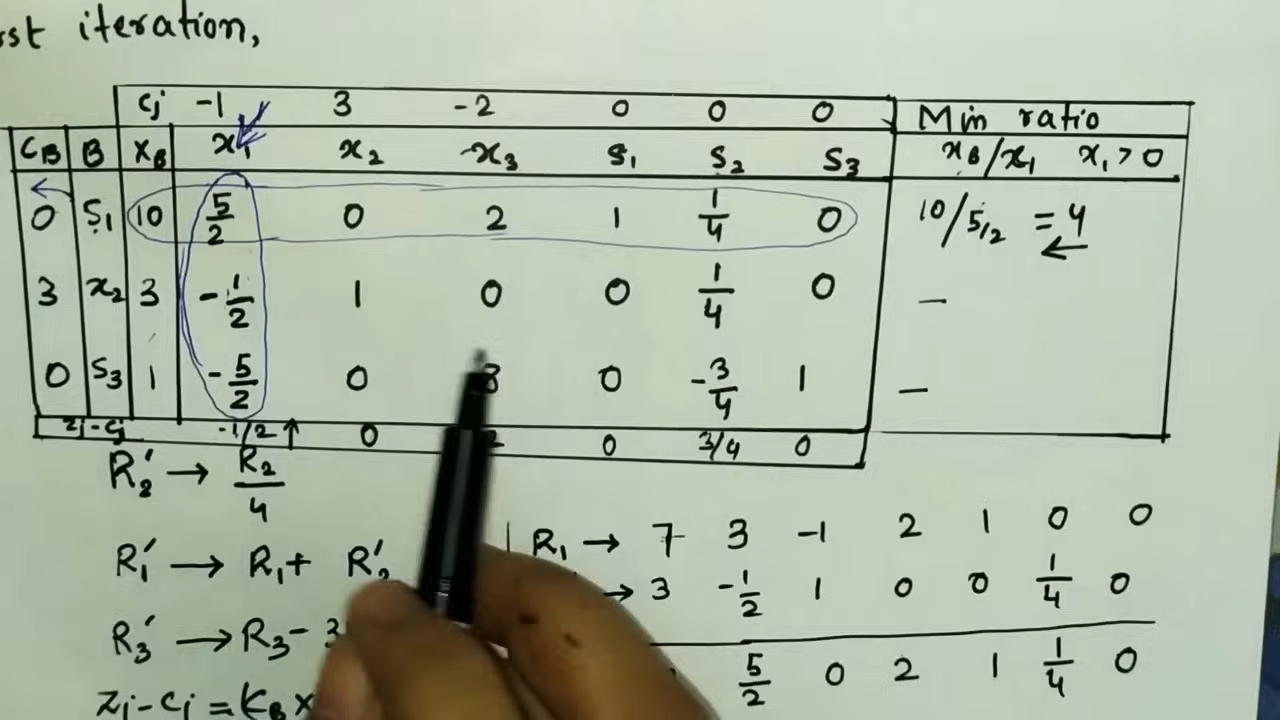 rst iteration,
Cj -1 3 -2 0 0 0 Min ratio
CB B XB x₁ x₂ x₃ S₁ S₂ S₃ xB/x₁ x₁ > 0
0 S₁ 10 5/2 0 2 1 1/4 0 10/5/2 = 4
3 x₂ 3 -1/2 1 0 0 1/4 0 -
0 S₃ 1 -5/2 0 8 0 -3/4 1 -
zj-cj -1/2 ↑ 0 2 0 3/4 0
R₂′ → R₂/4
R₁ → 7 3 -1 2 1 0 0
R₁′ → R₁ + R₂′
→ 3 -1/2 1 0 0 1/4 0
R₃′ → R₃ - 3
5/2 0 2 1 1/4 0
zj - cj = CB x